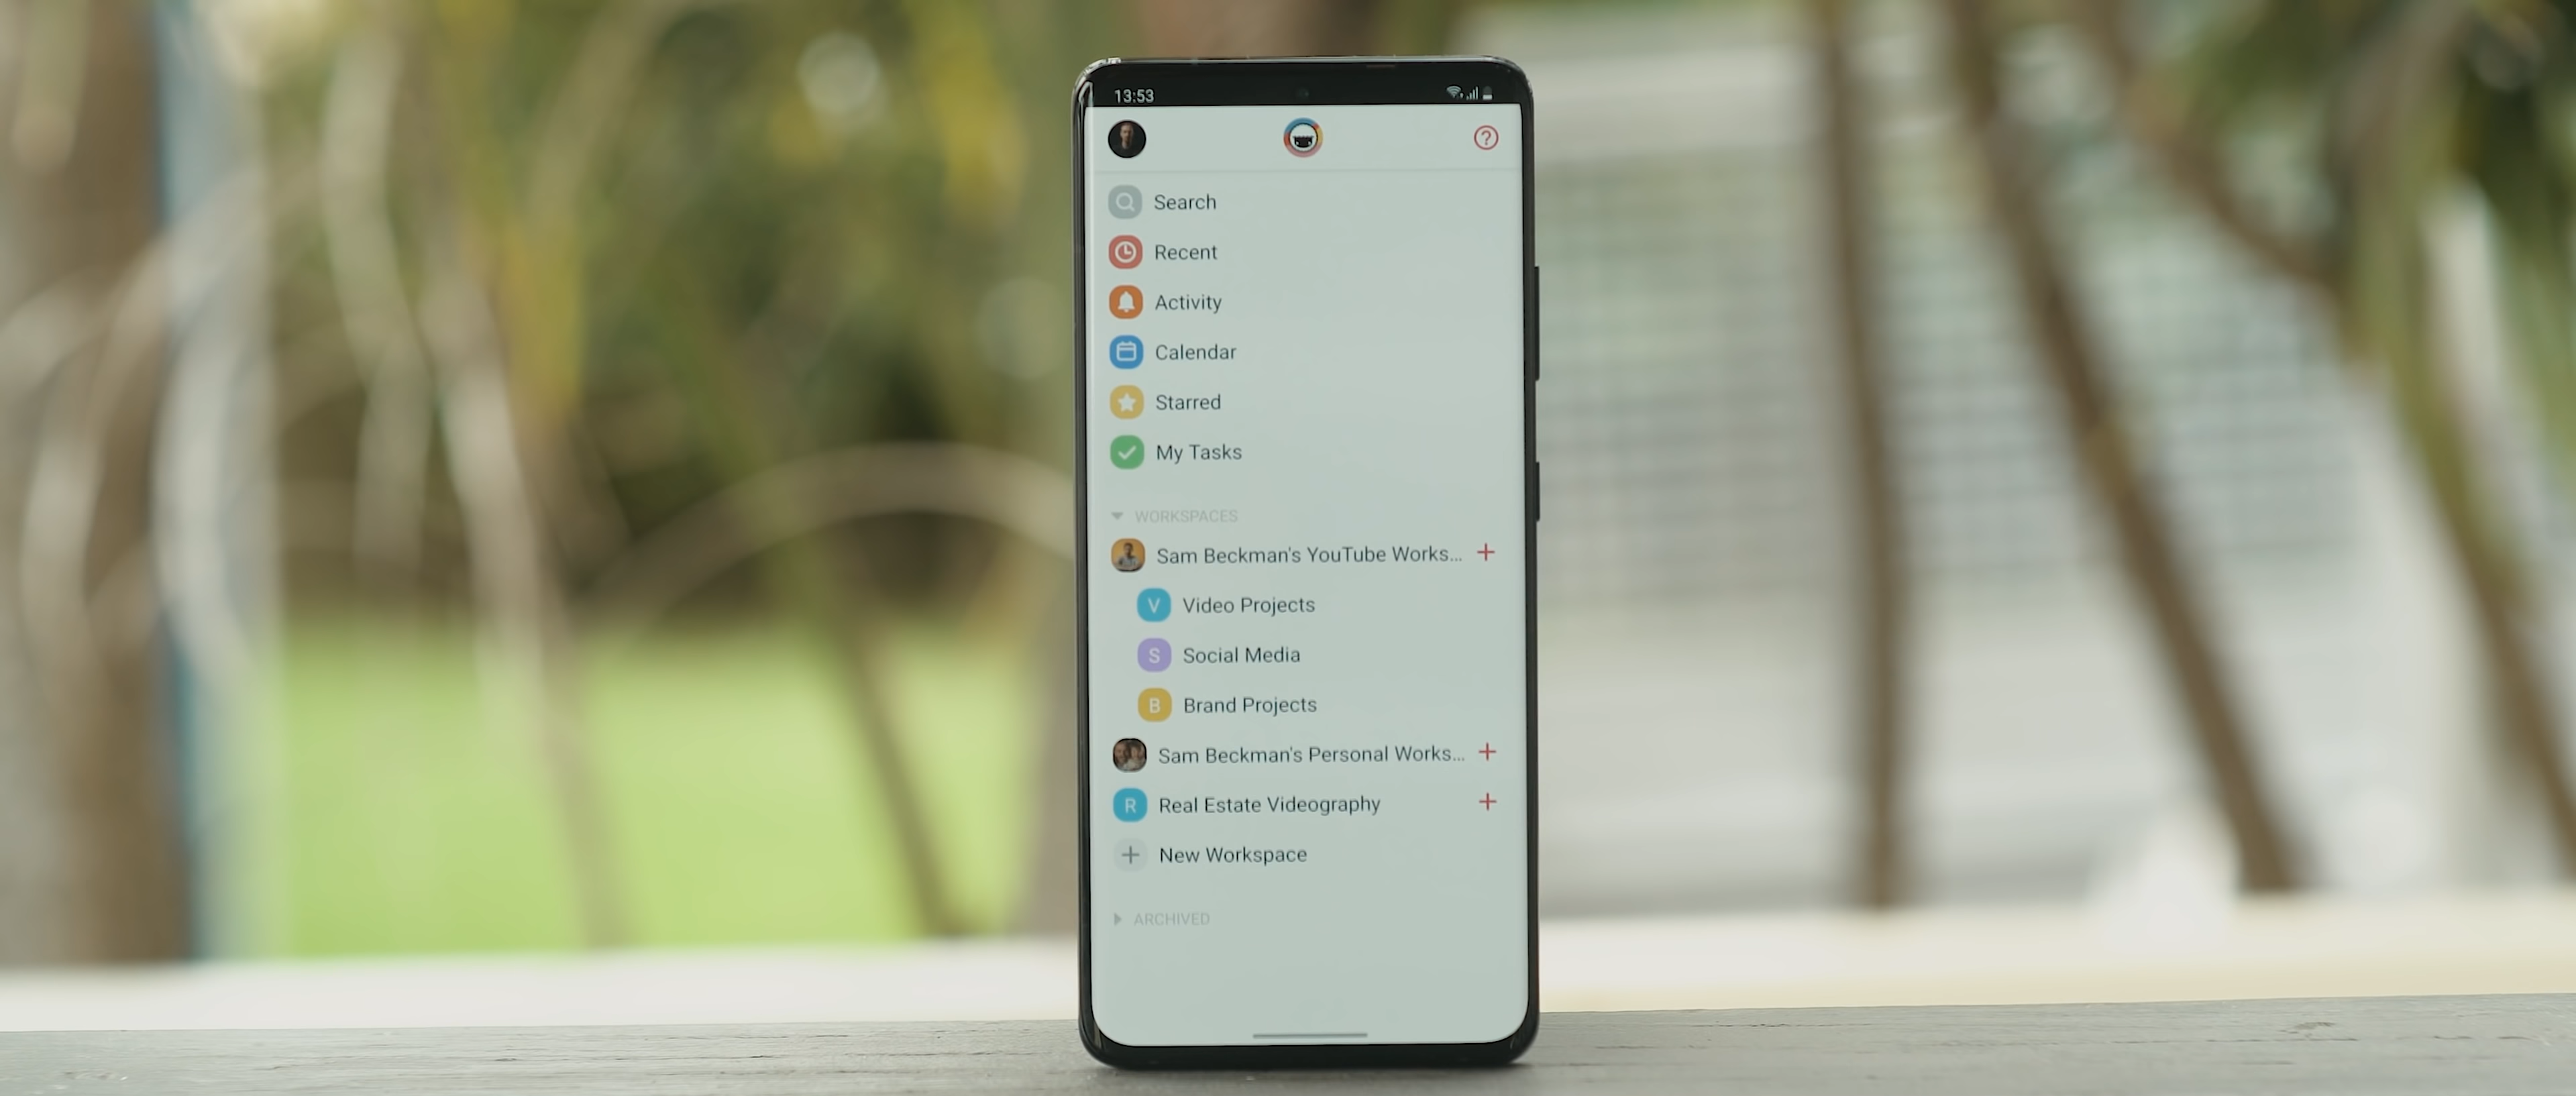 13:53
Search
Recent
Activity
Calendar
Starred
My Tasks
WORKSPACES
Sam Beckman's YouTube Works... +
V Video Projects
S Social Media
B Brand Projects
Sam Beckman's Personal Works... +
R Real Estate Videography +
+ New Workspace
ARCHIVED